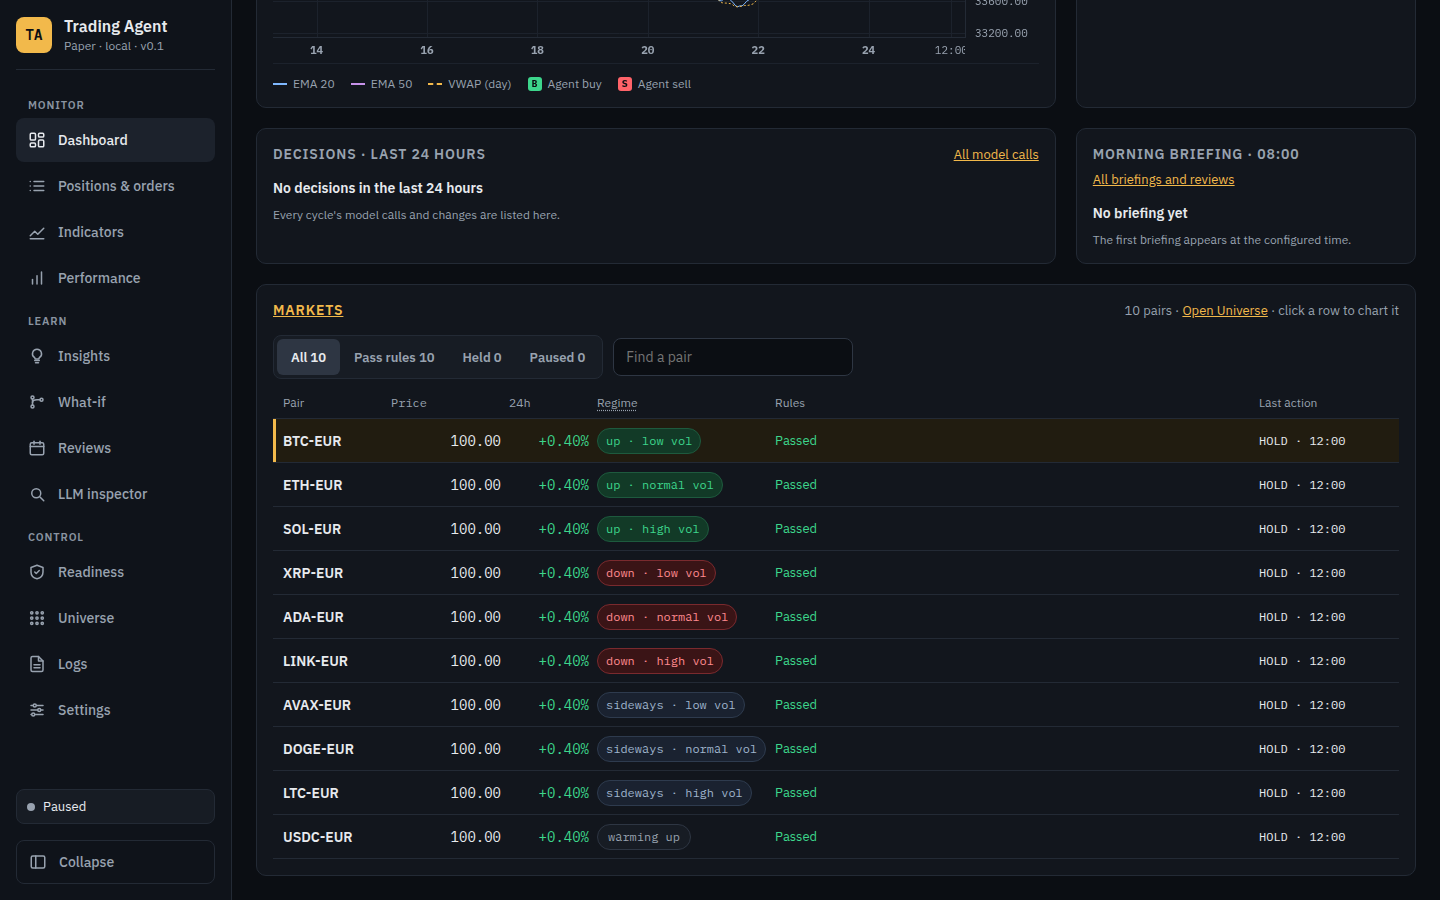 TA
Trading Agent
Paper · local · v0.1
MONITOR
Dashboard
Positions & orders
Indicators
Performance
LEARN
Insights
What-if
Reviews
LLM inspector
CONTROL
Readiness
Universe
Logs
Settings
Paused
Collapse
33600.00
33200.00
14 16 18 20 22 24 12:00
EMA 20 EMA 50 VWAP (day) B Agent buy S Agent sell
DECISIONS · LAST 24 HOURS All model calls
No decisions in the last 24 hours
Every cycle's model calls and changes are listed here.
MORNING BRIEFING · 08:00
All briefings and reviews
No briefing yet
The first briefing appears at the configured time.
MARKETS 10 pairs · Open Universe · click a row to chart it
All 10 Pass rules 10 Held 0 Paused 0 Find a pair
Pair Price 24h Regime Rules Last action
BTC-EUR 100.00 +0.40% up · low vol Passed HOLD · 12:00
ETH-EUR 100.00 +0.40% up · normal vol Passed HOLD · 12:00
SOL-EUR 100.00 +0.40% up · high vol Passed HOLD · 12:00
XRP-EUR 100.00 +0.40% down · low vol Passed HOLD · 12:00
ADA-EUR 100.00 +0.40% down · normal vol Passed HOLD · 12:00
LINK-EUR 100.00 +0.40% down · high vol Passed HOLD · 12:00
AVAX-EUR 100.00 +0.40% sideways · low vol Passed HOLD · 12:00
DOGE-EUR 100.00 +0.40% sideways · normal vol Passed HOLD · 12:00
LTC-EUR 100.00 +0.40% sideways · high vol Passed HOLD · 12:00
USDC-EUR 100.00 +0.40% warming up Passed HOLD · 12:00